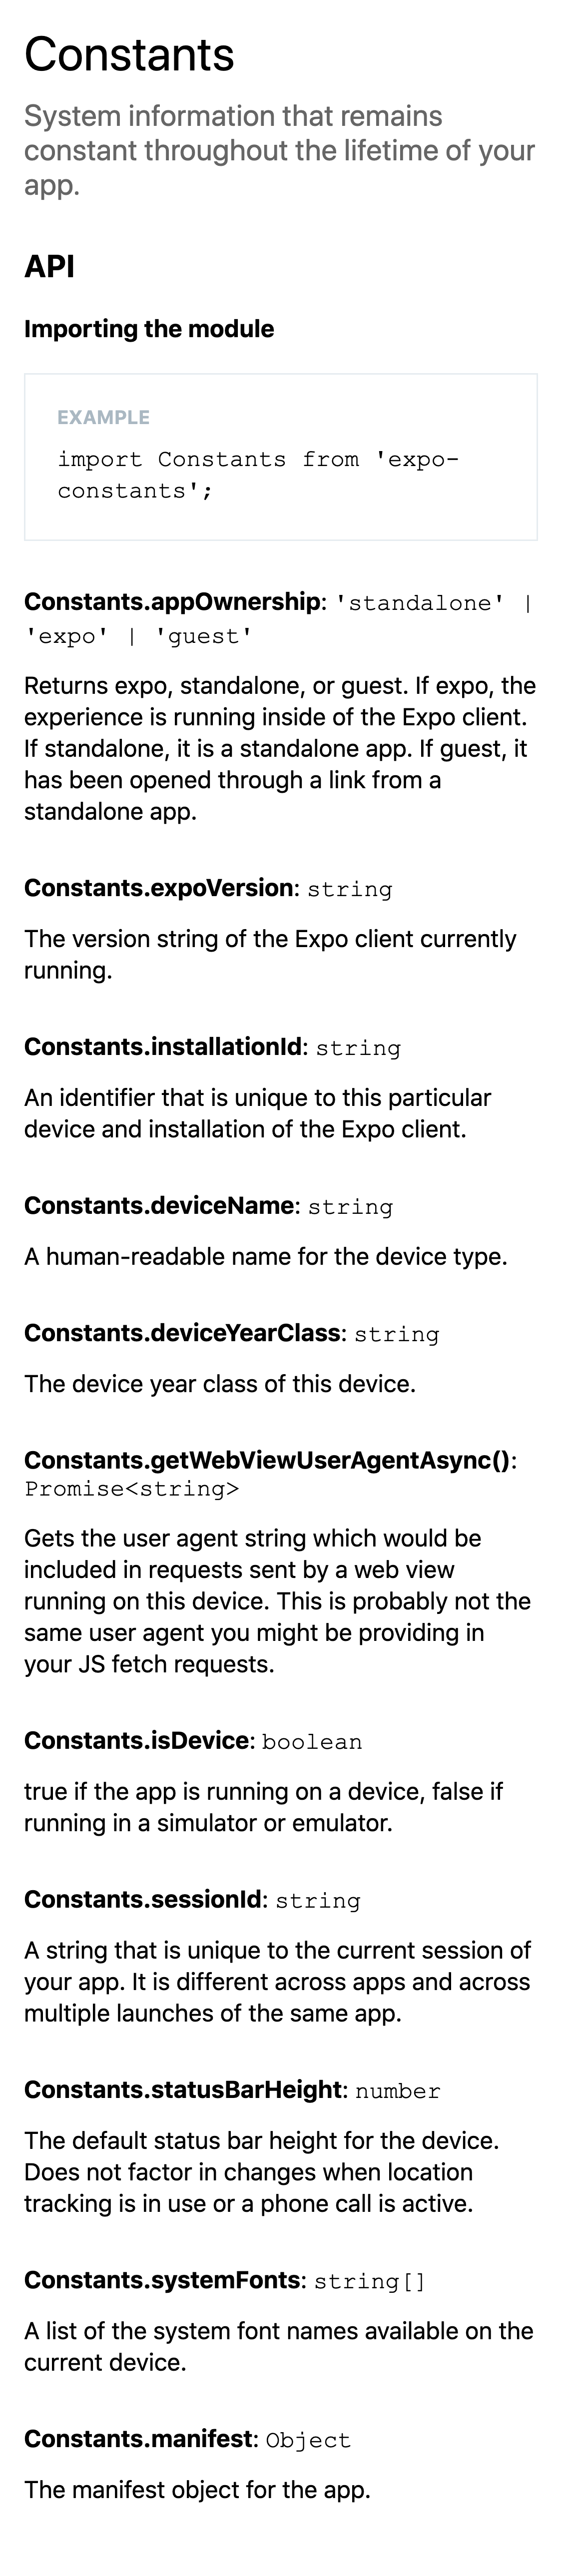 Constants
System information that remains
constant throughout the lifetime of your
app.
API
Importing the module
EXAMPLE
import Constants from 'expo-
constants';
Constants.appOwnership: 'standalone' |
'expo' | 'guest'
Returns expo, standalone, or guest. If expo, the
experience is running inside of the Expo client.
If standalone, it is a standalone app. If guest, it
has been opened through a link from a
standalone app.
Constants.expoVersion: string
The version string of the Expo client currently
running.
Constants.installationId: string
An identifier that is unique to this particular
device and installation of the Expo client.
Constants.deviceName: string
A human-readable name for the device type.
Constants.deviceYearClass: string
The device year class of this device.
Constants.getWebViewUserAgentAsync():
Promise<string>
Gets the user agent string which would be
included in requests sent by a web view
running on this device. This is probably not the
same user agent you might be providing in
your JS fetch requests.
Constants.isDevice: boolean
true if the app is running on a device, false if
running in a simulator or emulator.
Constants.sessionId: string
A string that is unique to the current session of
your app. It is different across apps and across
multiple launches of the same app.
Constants.statusBarHeight: number
The default status bar height for the device.
Does not factor in changes when location
tracking is in use or a phone call is active.
Constants.systemFonts: string[]
A list of the system font names available on the
current device.
Constants.manifest: Object
The manifest object for the app.